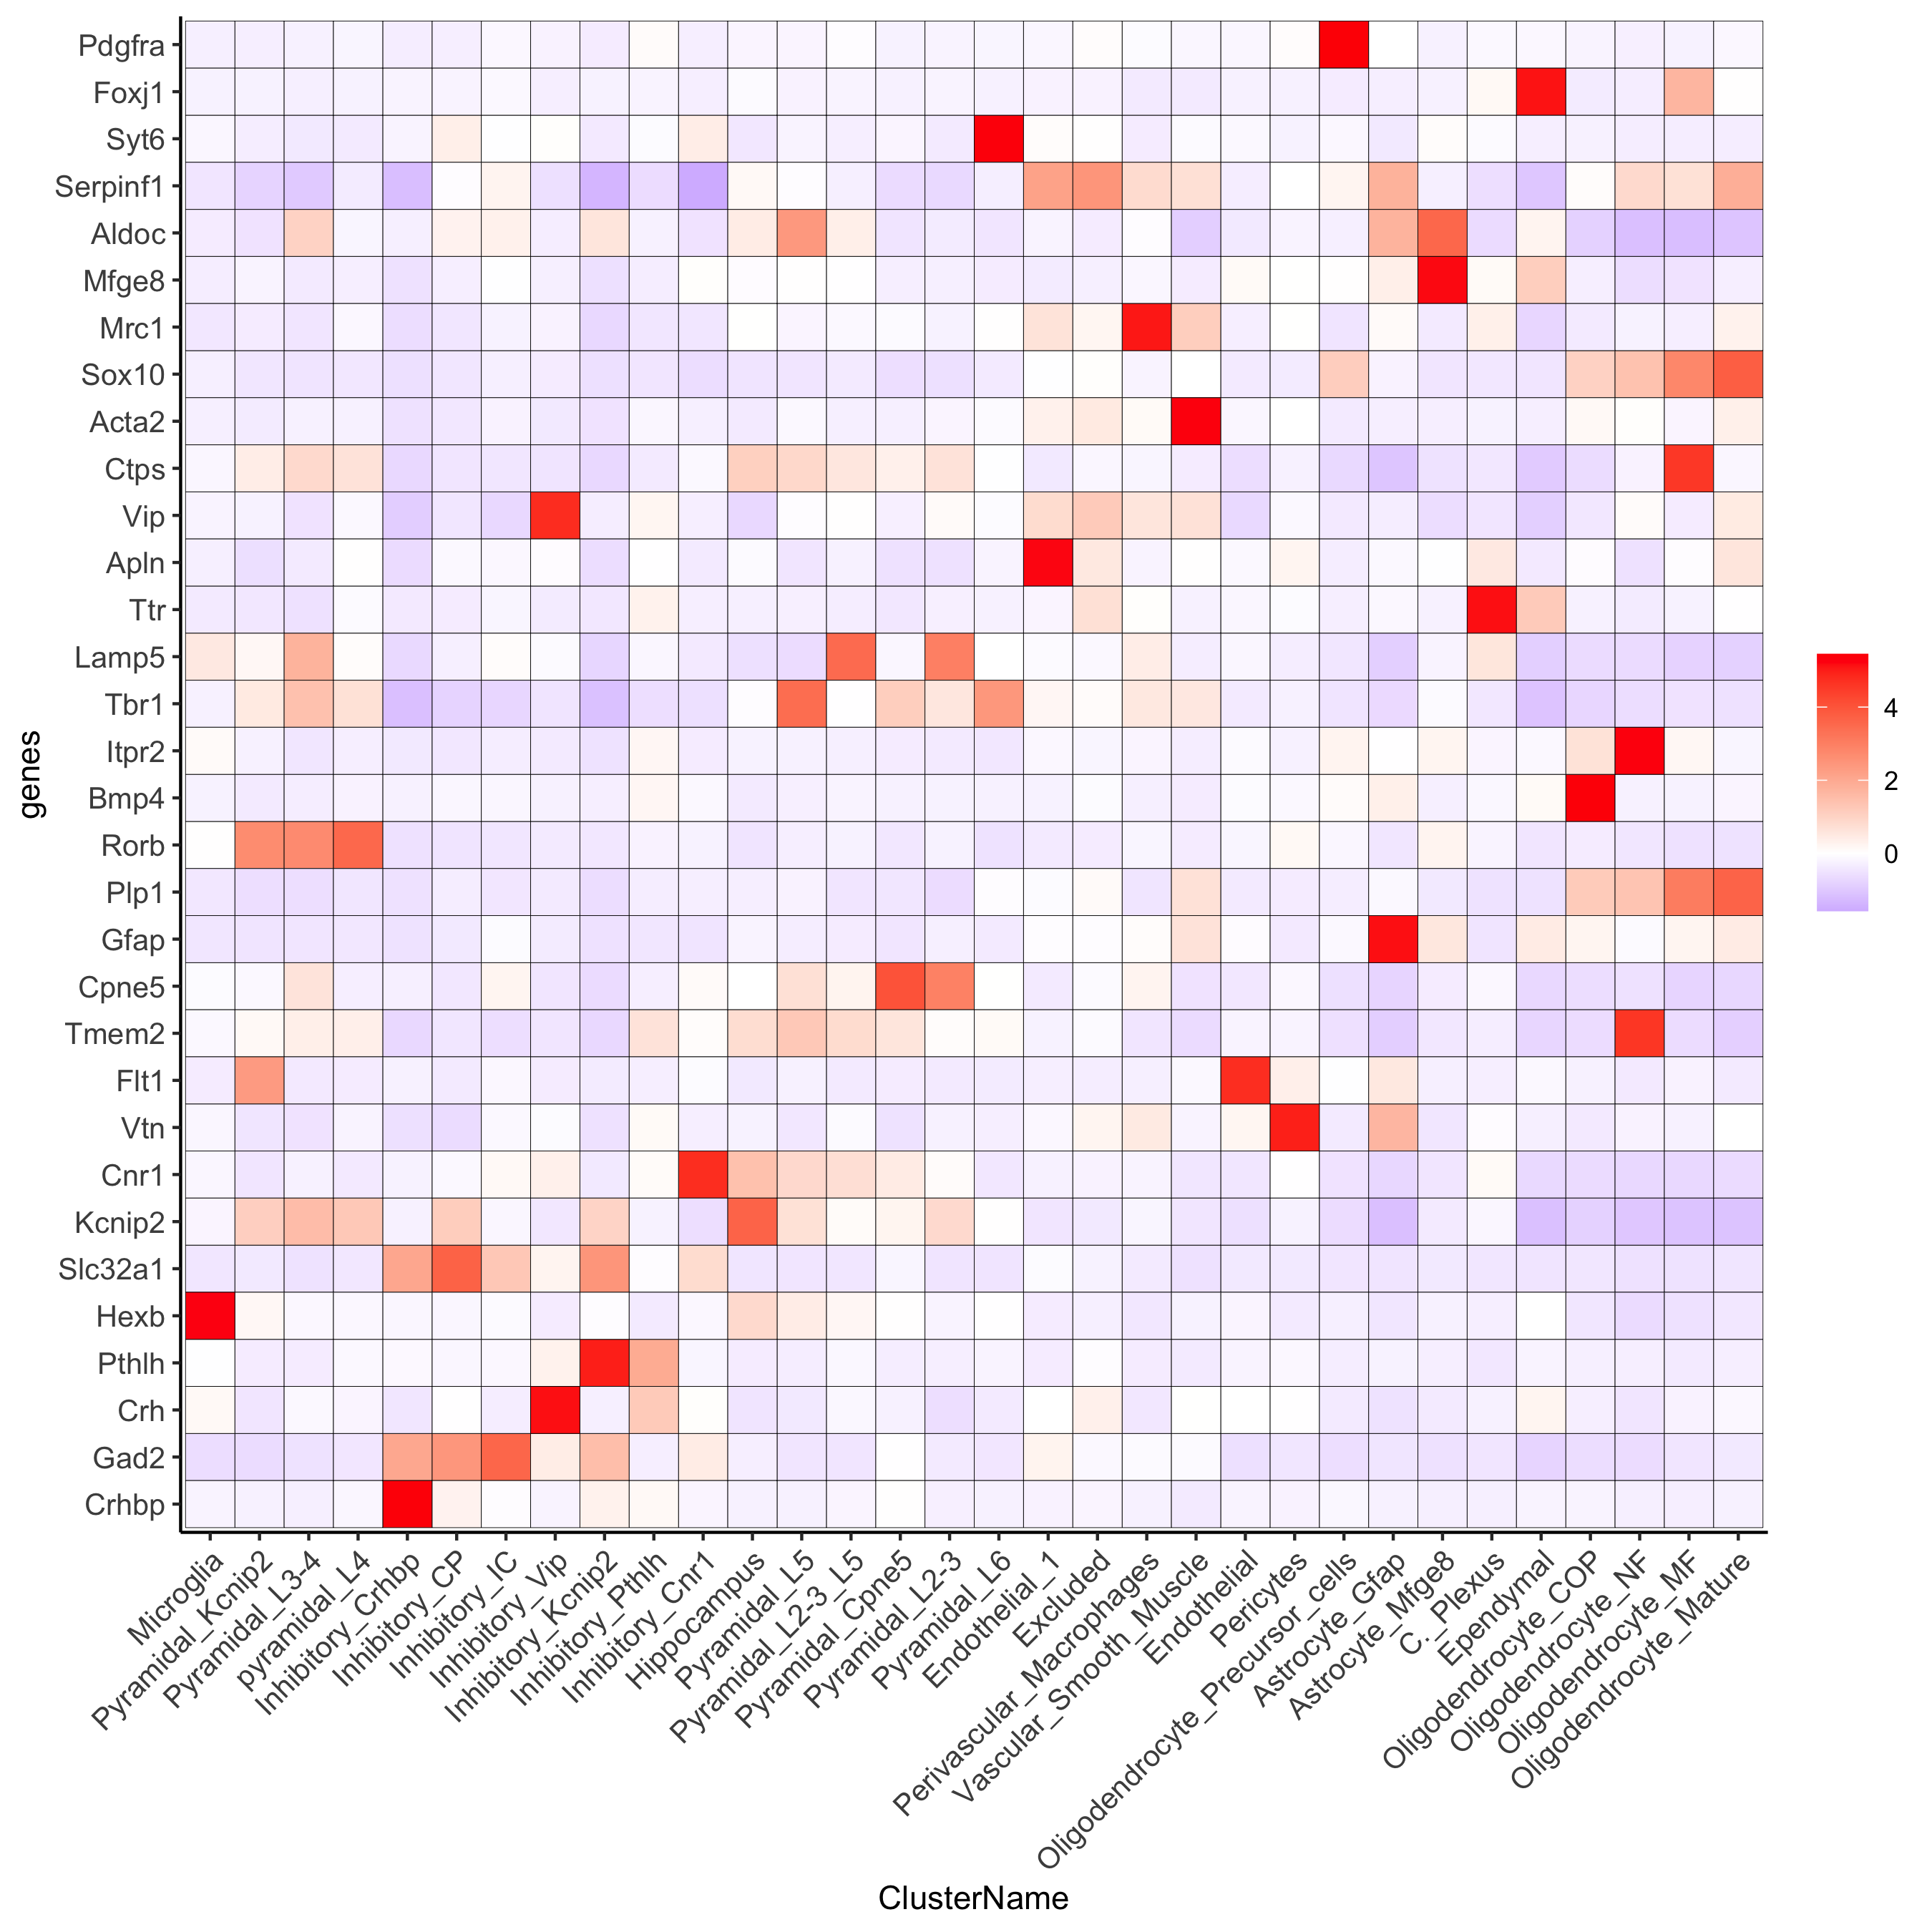 genes
Pdgfra
Foxj1
Syt6
Serpinf1
Aldoc
Mfge8
Mrc1
Sox10
Acta2
Ctps
Vip
Apln
Ttr
Lamp5
Tbr1
Itpr2
Bmp4
Rorb
Plp1
Gfap
Cpne5
Tmem2
Flt1
Vtn
Cnr1
Kcnip2
Slc32a1
Hexb
Pthlh
Crh
Gad2
Crhbp
Microglia
Pyramidal_Kcnip2
Pyramidal_L3-4
pyramidal_L4
Inhibitory_Crhbp
Inhibitory_CP
Inhibitory_IC
Inhibitory_Vip
Inhibitory_Kcnip2
Inhibitory_Pthlh
Inhibitory_Cnr1
Hippocampus
Pyramidal_L5
Pyramidal_L2-3_L5
Pyramidal_Cpne5
Pyramidal_L2-3
Pyramidal_L6
Endothelial_1
Excluded
Perivascular_Macrophages
Vascular_Smooth_Muscle
Endothelial
Pericytes
Oligodendrocyte_Precursor_cells
Astrocyte_Gfap
Astrocyte_Mfge8
C._Plexus
Ependymal
Oligodendrocyte_COP
Oligodendrocyte_NF
Oligodendrocyte_MF
Oligodendrocyte_Mature
ClusterName
4
2
0